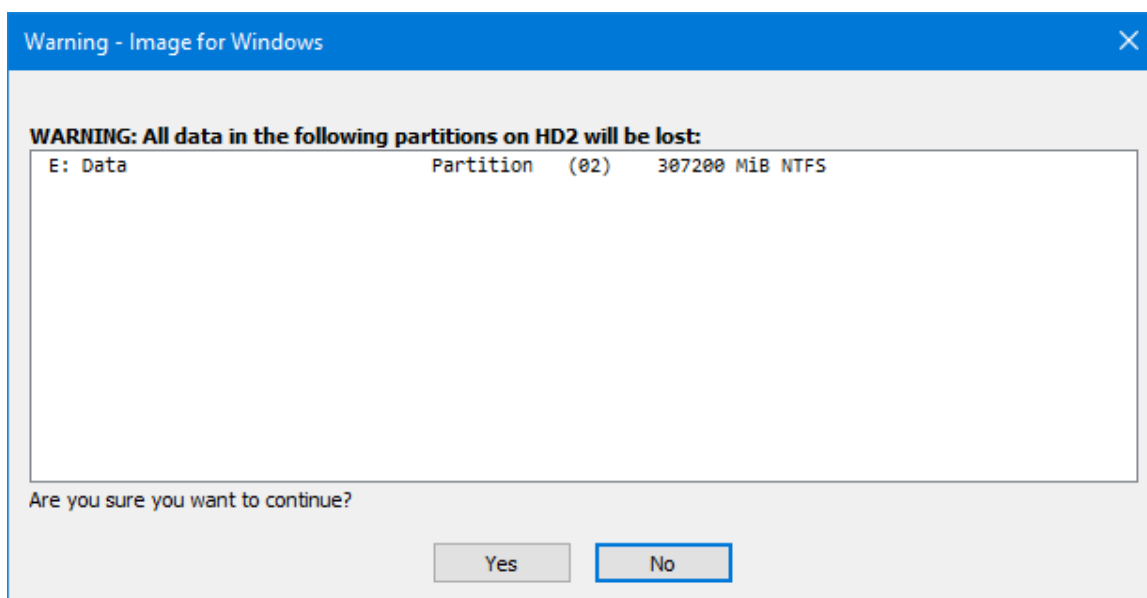 Warning - Image for Windows
WARNING: All data in the following partitions on HD2 will be lost:
E: Data Partition (02) 307200 MiB NTFS
Are you sure you want to continue?
Yes No